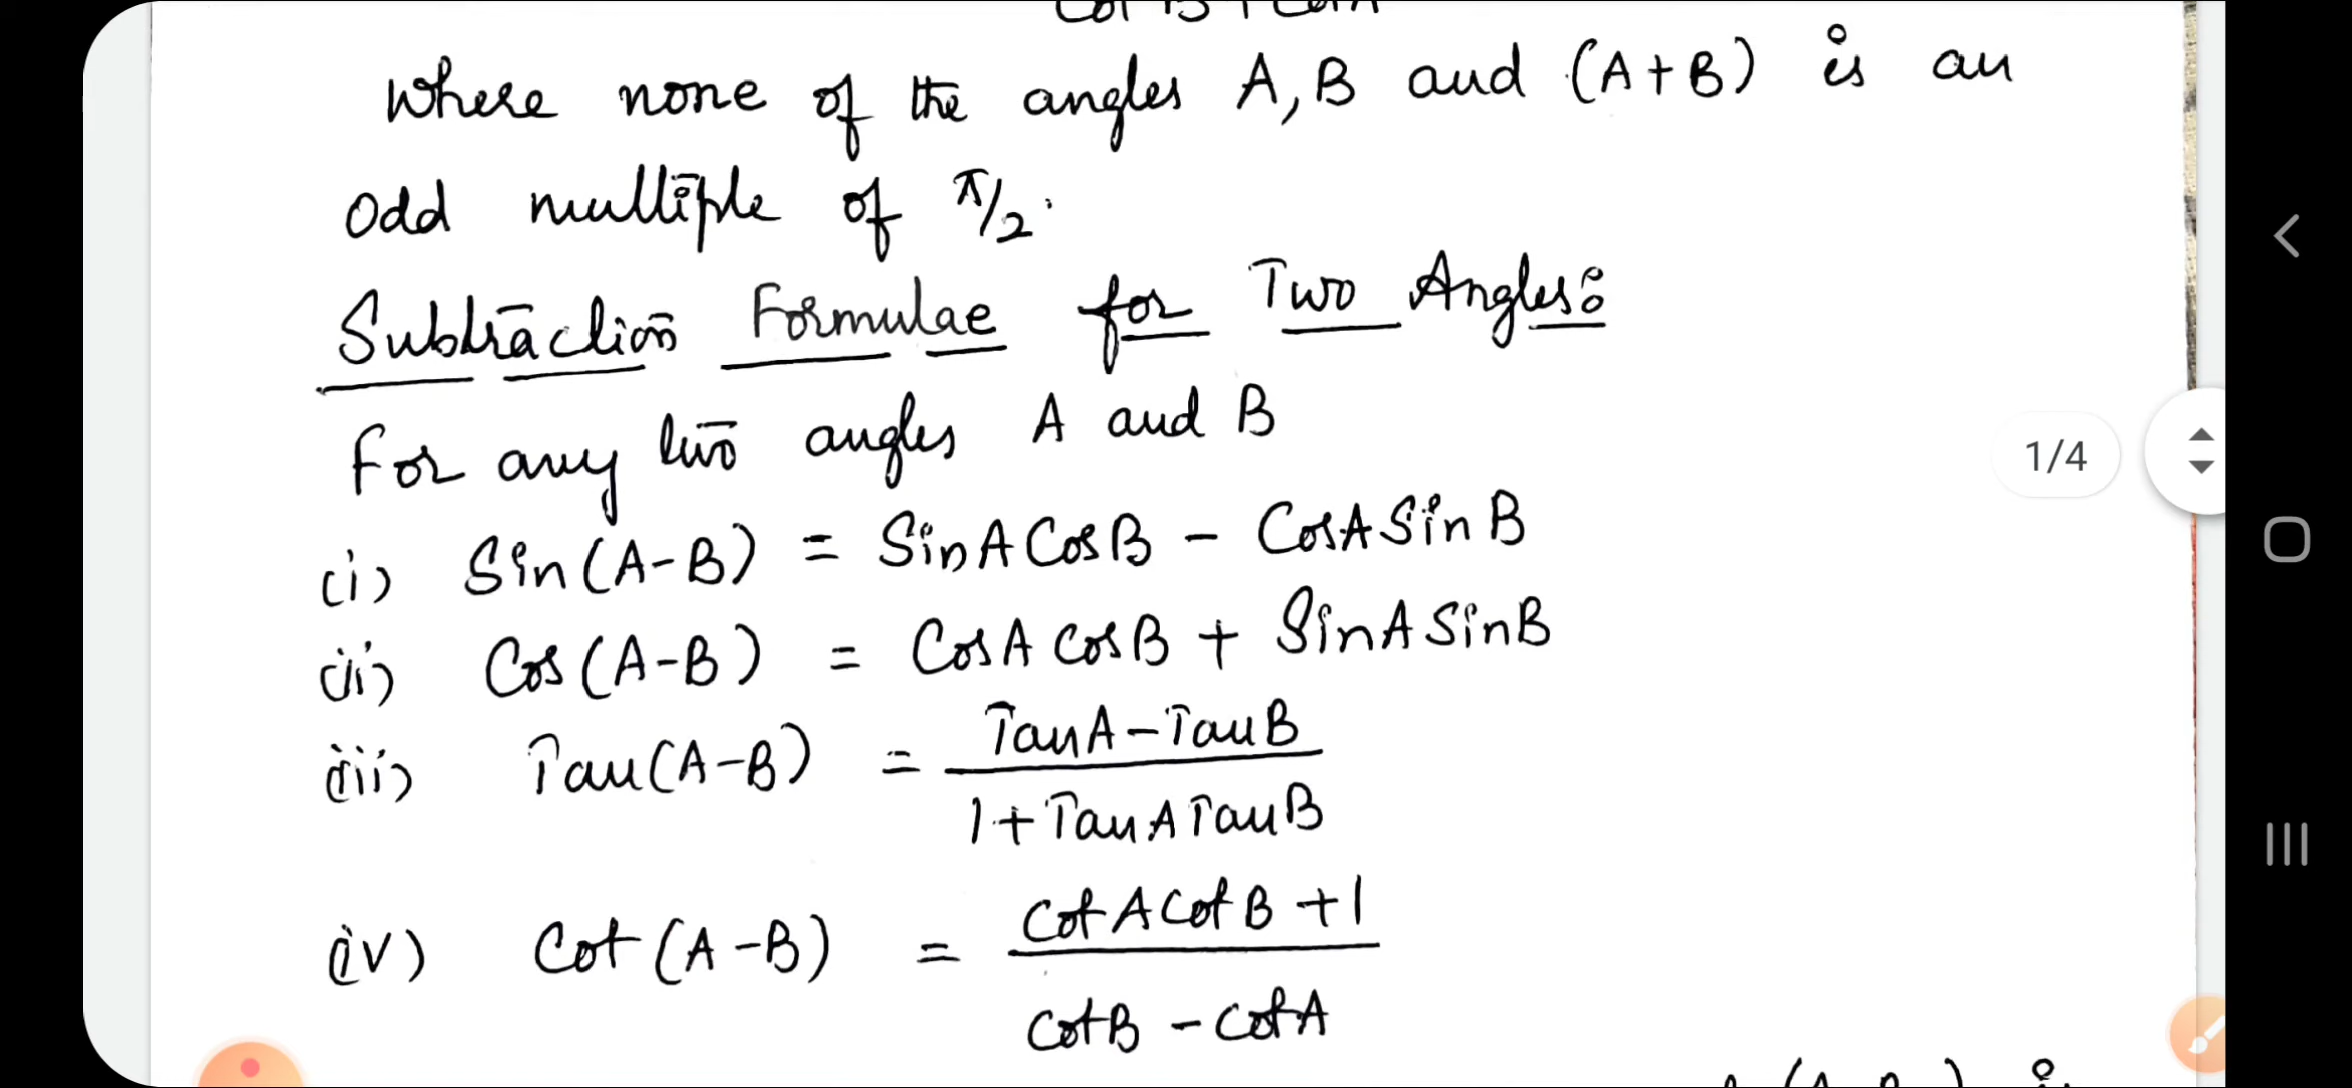 Where none of the angles A, B and (A+B) is an
odd multiple of π/2.
Subtraction Formulae for Two Angles:
For any two angles A and B
(i) Sin(A-B) = SinA CosB - CosA SinB
(ii) Cos(A-B) = CosA CosB + SinA SinB
(iii) Tan(A-B) = TanA-TanB / 1+TanA TanB
(iv) Cot(A-B) = CotA CotB +1 / CotB - CotA
1/4